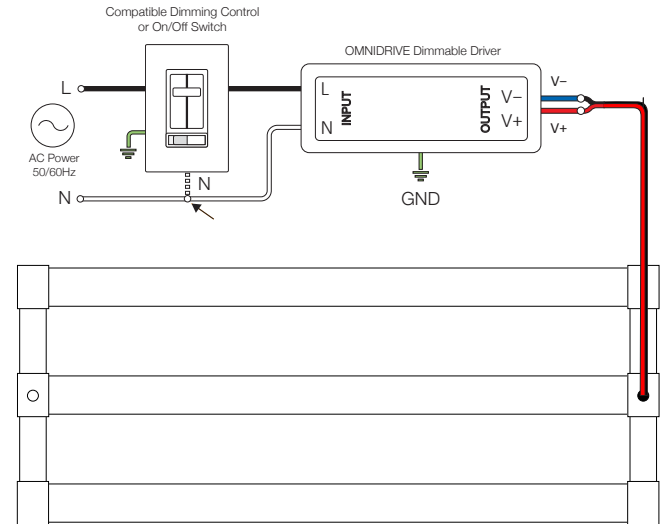 Compatible Dimming Control
or On/Off Switch
OMNIDRIVE Dimmable Driver
L
AC Power
50/60Hz
N
N
L
N
INPUT
OUTPUT
V–
V+
V–
V+
GND